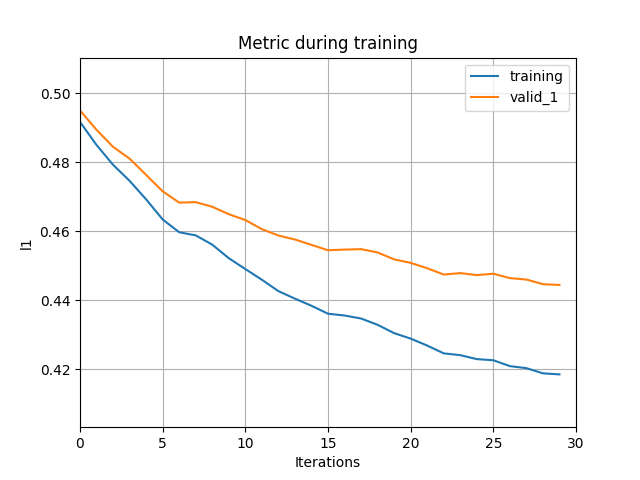 Metric during training
training
valid_1
0.50
0.48
0.46
0.44
0.42
l1
0 5 10 15 20 25 30
Iterations